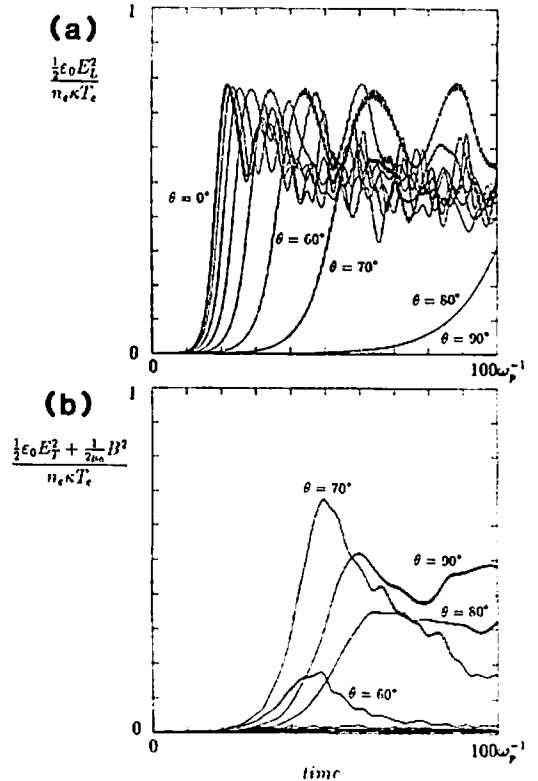 (a)
½ε₀E_L²
n_eκT_e
1
θ = 0°
θ = 60°
θ = 70°
θ = 80°
θ = 90°
0
0
100ω_p⁻¹
(b)
½ε₀E_T² + 1/(2μ₀) B²
n_eκT_e
1
θ = 70°
θ = 90°
θ = 80°
θ = 60°
0
0
100ω_p⁻¹
time